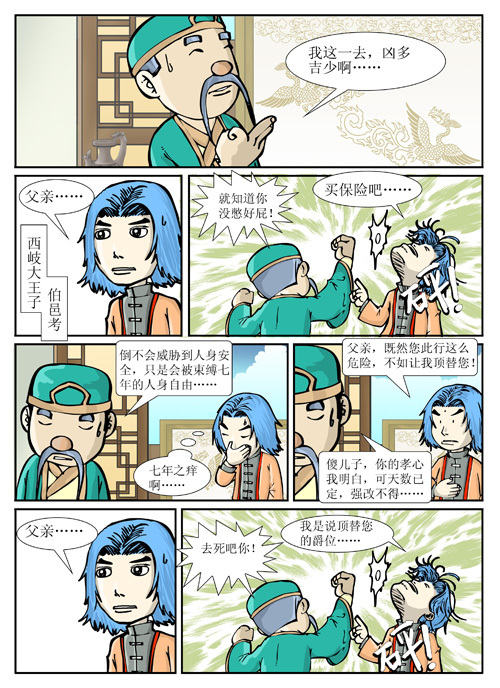 我这一去，凶多
吉少啊……
父亲……
西岐大王子
伯邑考
就知道你
没憋好屁！
买保险吧……
砰！
倒不会威胁到人身安
全，只是会被束缚七
年的人身自由……
七年之痒
啊……
父亲，既然您此行这么
危险，不如让我顶替您！
傻儿子，你的孝心
我明白，可天数已
定，强改不得……
父亲……
去死吧你！
我是说顶替您
的爵位……
砰！